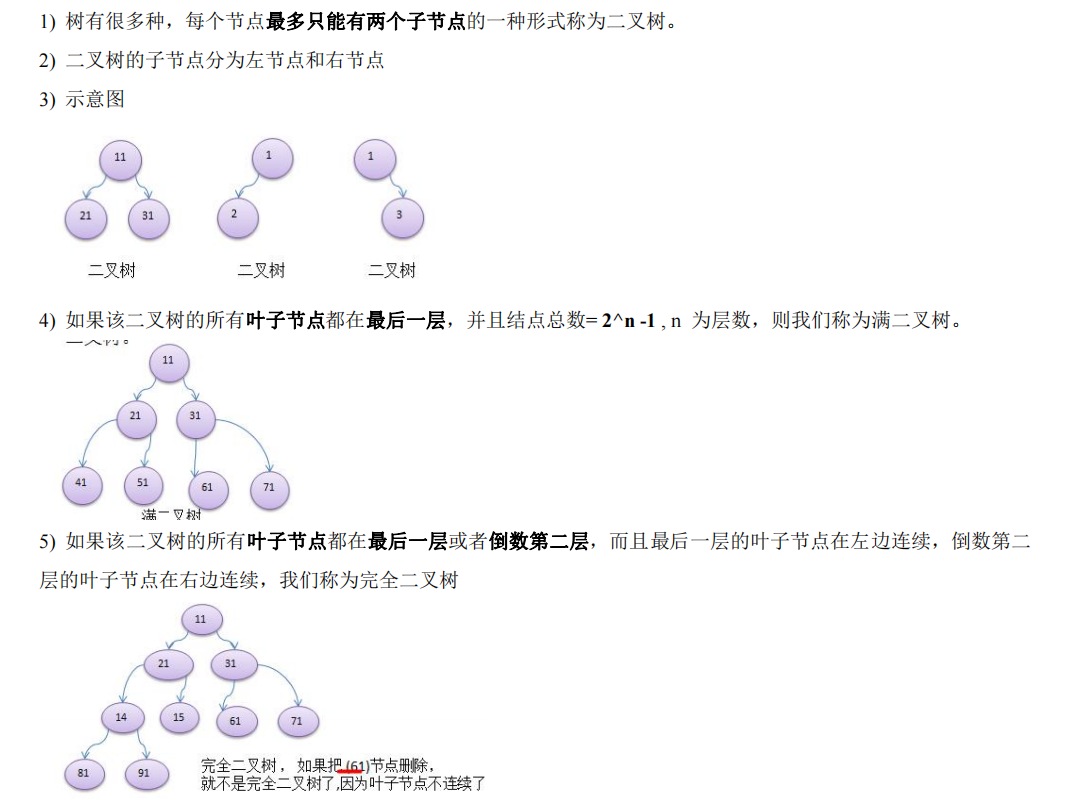 1) 树有很多种，每个节点最多只能有两个子节点的一种形式称为二叉树。
2) 二叉树的子节点分为左节点和右节点
3) 示意图
11
1
1
21
31
2
3
二叉树
二叉树
二叉树
4) 如果该二叉树的所有叶子节点都在最后一层，并且结点总数= 2^n -1 , n 为层数，则我们称为满二叉树。
二叉树。
11
21
31
41
51
61
71
满二叉树
5) 如果该二叉树的所有叶子节点都在最后一层或者倒数第二层，而且最后一层的叶子节点在左边连续，倒数第二
层的叶子节点在右边连续，我们称为完全二叉树
11
21
31
14
15
61
71
81
91
完全二叉树，如果把 (61)节点删除，
就不是完全二叉树了,因为叶子节点不连续了